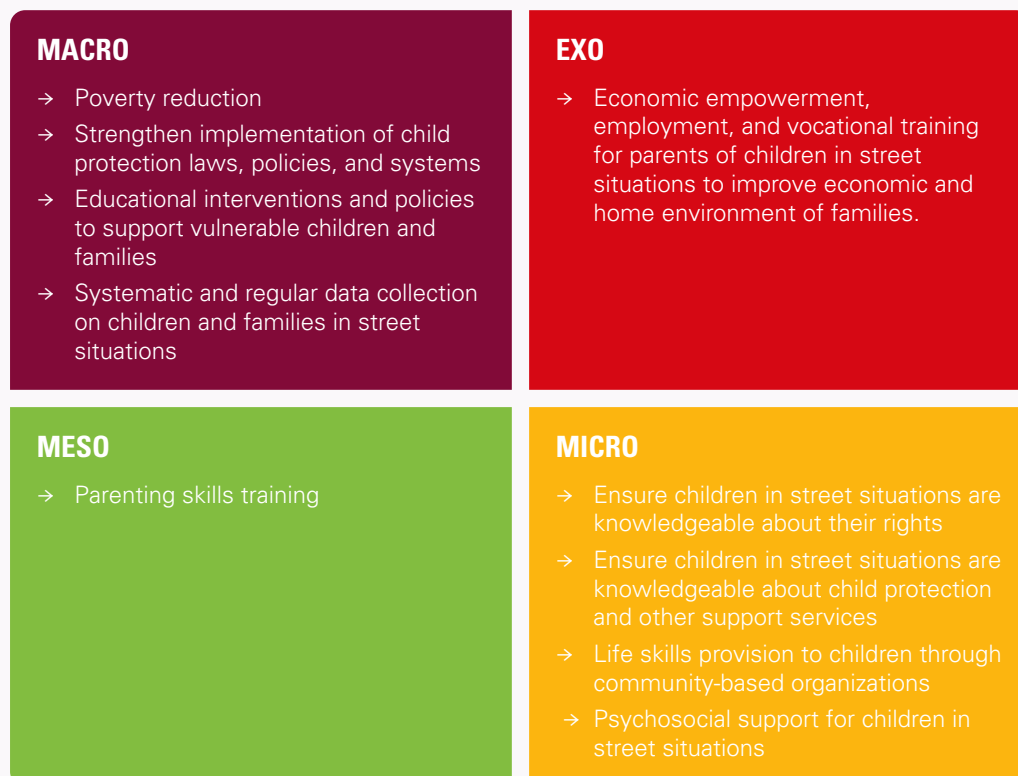 MACRO
→ Poverty reduction
→ Strengthen implementation of child
protection laws, policies, and systems
→ Educational interventions and policies
to support vulnerable children and
families
→ Systematic and regular data collection
on children and families in street
situations
EXO
→ Economic empowerment,
employment, and vocational training
for parents of children in street
situations to improve economic and
home environment of families.
MESO
→ Parenting skills training
MICRO
→ Ensure children in street situations are
knowledgeable about their rights
→ Ensure children in street situations are
knowledgeable about child protection
and other support services
→ Life skills provision to children through
community-based organizations
→ Psychosocial support for children in
street situations